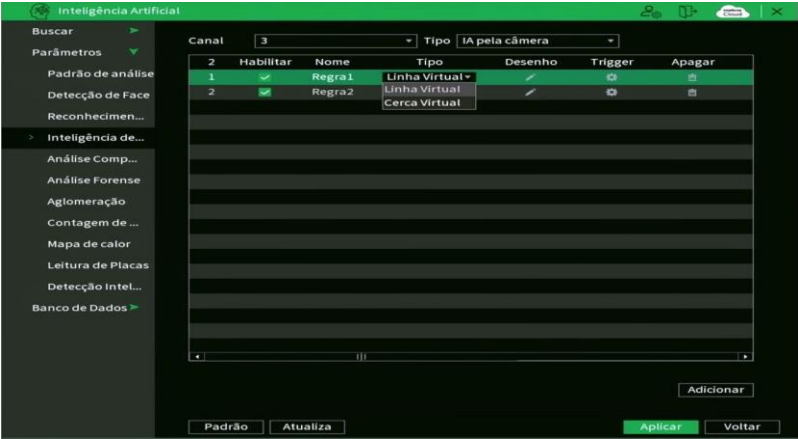 Inteligência Artificial
Buscar
Parâmetros
Padrão de análise
Detecção de Face
Reconhecimen...
Inteligência de...
Análise Comp...
Análise Forense
Aglomeração
Contagem de ...
Mapa de calor
Leitura de Placas
Detecção Intel...
Banco de Dados
Canal 3 Tipo IA pela câmera
2 Habilitar Nome Tipo Desenho Trigger Apagar
1 Regra1 Linha Virtual
2 Regra2 Linha Virtual
Cerca Virtual
Adicionar
Padrão Atualiza Aplicar Voltar